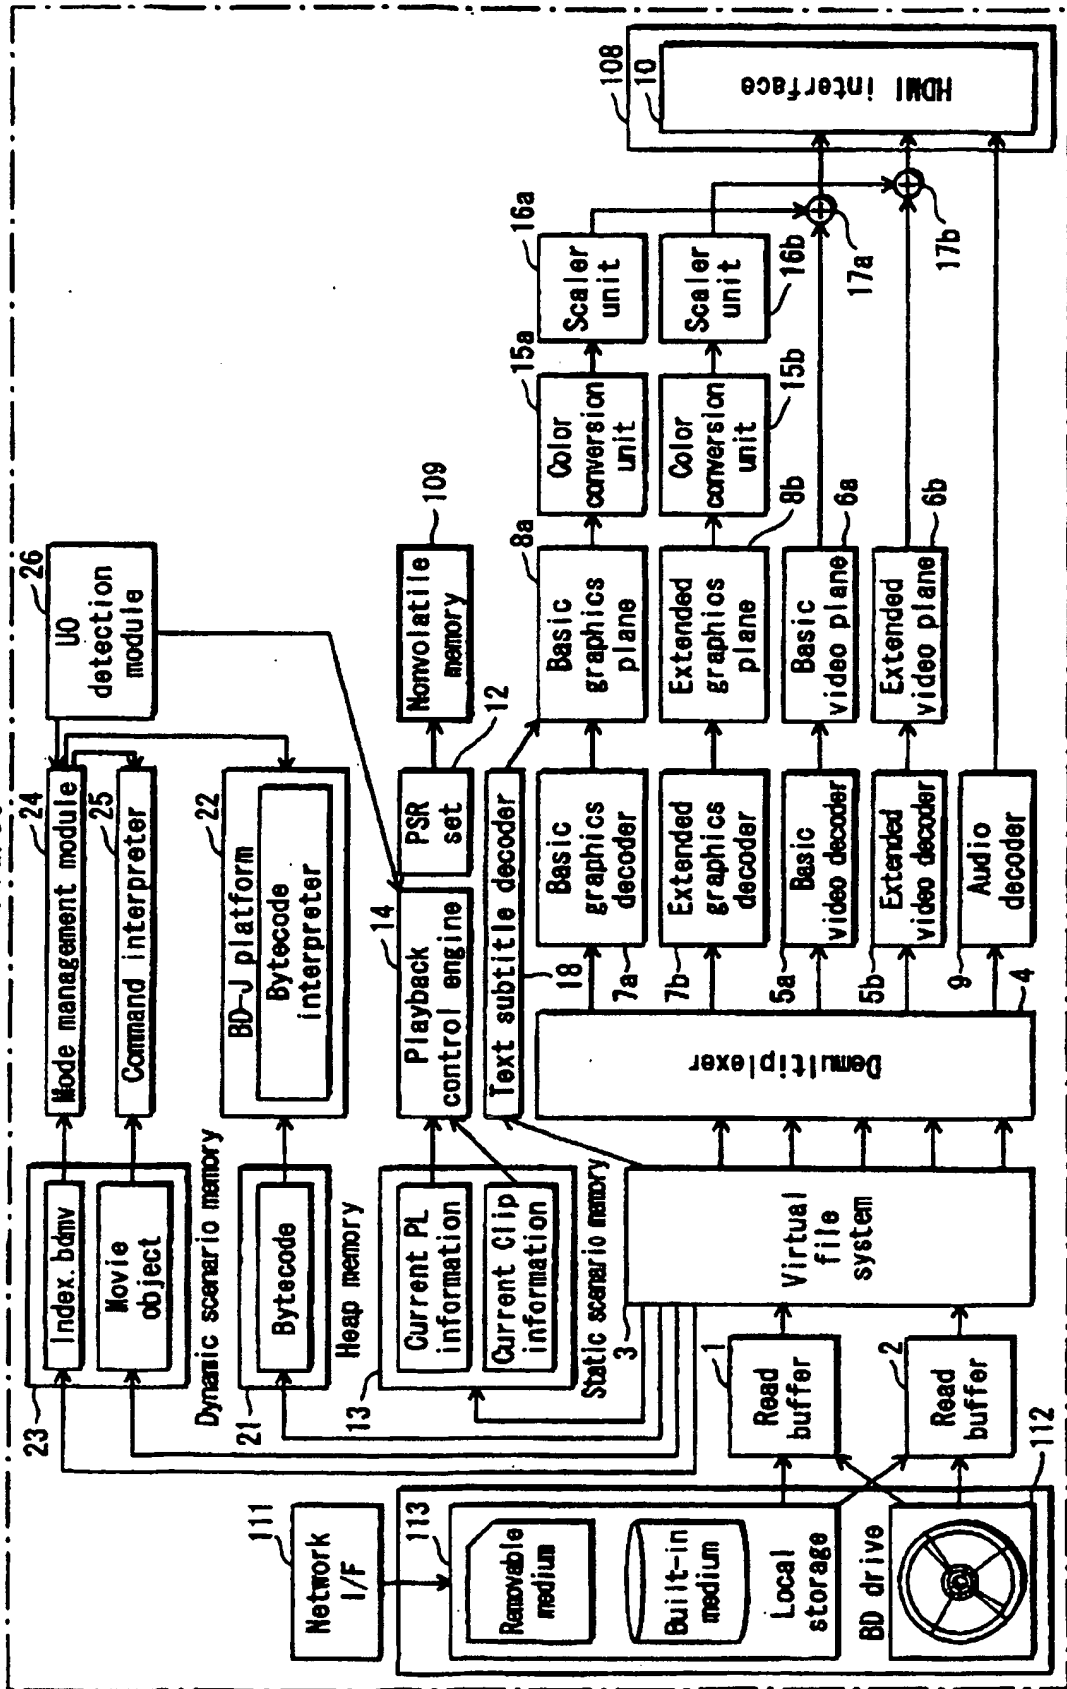 111
Network
I/F
113
Removable
medium
Built-in
medium
Local
storage
BD drive
112
1
Read
buffer
2
Read
buffer
3
Virtual
file
system
23
Index.bdmv
Movie
object
Dynamic scenario memory
21
Bytecode
Heap memory
13
Current PL
information
Current Clip
information
Static scenario memory
24
Mode management module
25
Command interpreter
22
BD-J platform
Bytecode
interpreter
26
UO
detection
module
14
Playback
control engine
PSR
set
12
Nonvolatile
memory
109
Text subtitle decoder
18
4
Demultiplexer
7a
Basic
graphics
decoder
7b
Extended
graphics
decoder
5a
Basic
video decoder
5b
Extended
video decoder
9
Audio
decoder
8a
Basic
graphics
plane
8b
Extended
graphics
plane
6a
Basic
video plane
6b
Extended
video plane
15a
Color
conversion
unit
15b
Color
conversion
unit
16a
Scaler
unit
16b
Scaler
unit
17a
17b
108
10
HDMI interface